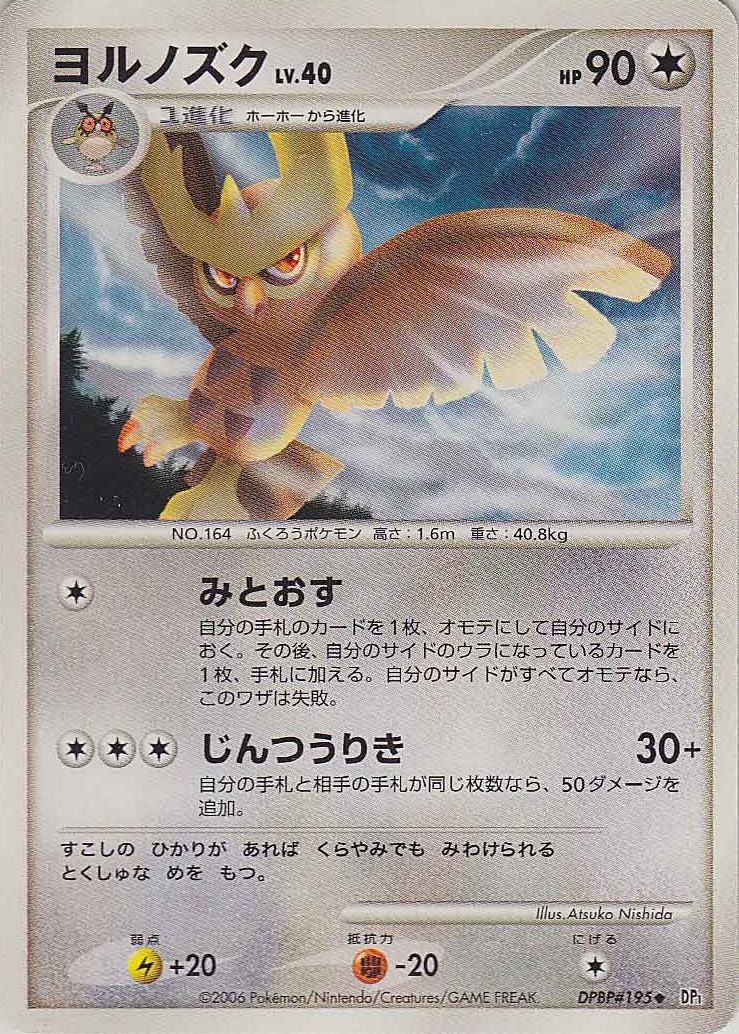 ヨルノズク LV.40 HP 90
1進化 ホーホーから進化
NO.164 ふくろうポケモン 高さ:1.6m 重さ:40.8kg
みとおす
自分の手札のカードを1枚、オモテにして自分のサイドに
おく。その後、自分のサイドのウラになっているカードを
1枚、手札に加える。自分のサイドがすべてオモテなら、
このワザは失敗。
じんつうりき 30+
自分の手札と相手の手札が同じ枚数なら、50ダメージを
追加。
すこしの ひかりが あれば くらやみでも みわけられる
とくしゅな めを もつ。
Illus.Atsuko Nishida
弱点 抵抗力 にげる
+20 -20
©2006 Pokémon/Nintendo/Creatures/GAME FREAK. DPBP#195◆ DP1